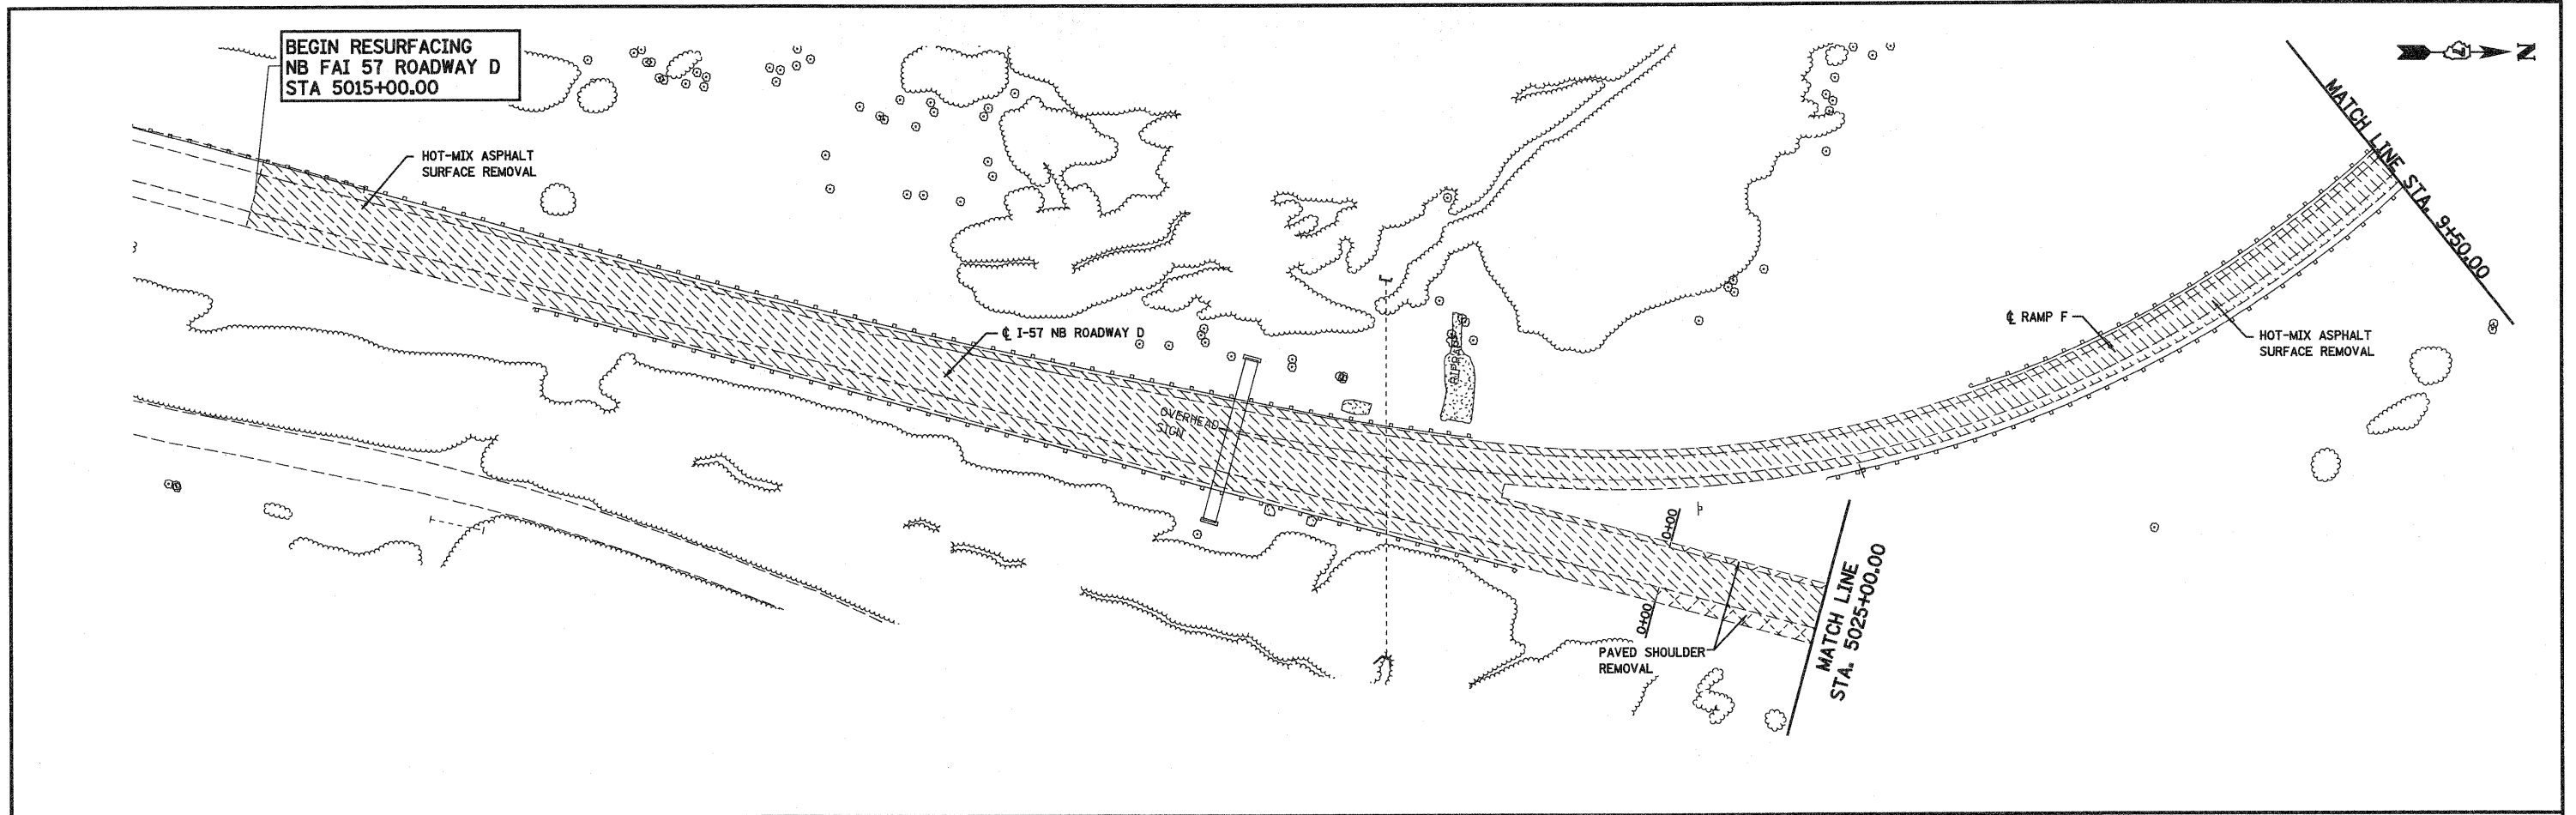 BEGIN RESURFACING
NB FAI 57 ROADWAY D
STA 5015+00.00
HOT-MIX ASPHALT
SURFACE REMOVAL
℄ I-57 NB ROADWAY D
OVERHEAD
SIGN
RIPRAP
℄ RAMP F
HOT-MIX ASPHALT
SURFACE REMOVAL
MATCH LINE STA. 9+50.00
N
0+00
0+00
PAVED SHOULDER
REMOVAL
MATCH LINE
STA. 5025+00.00